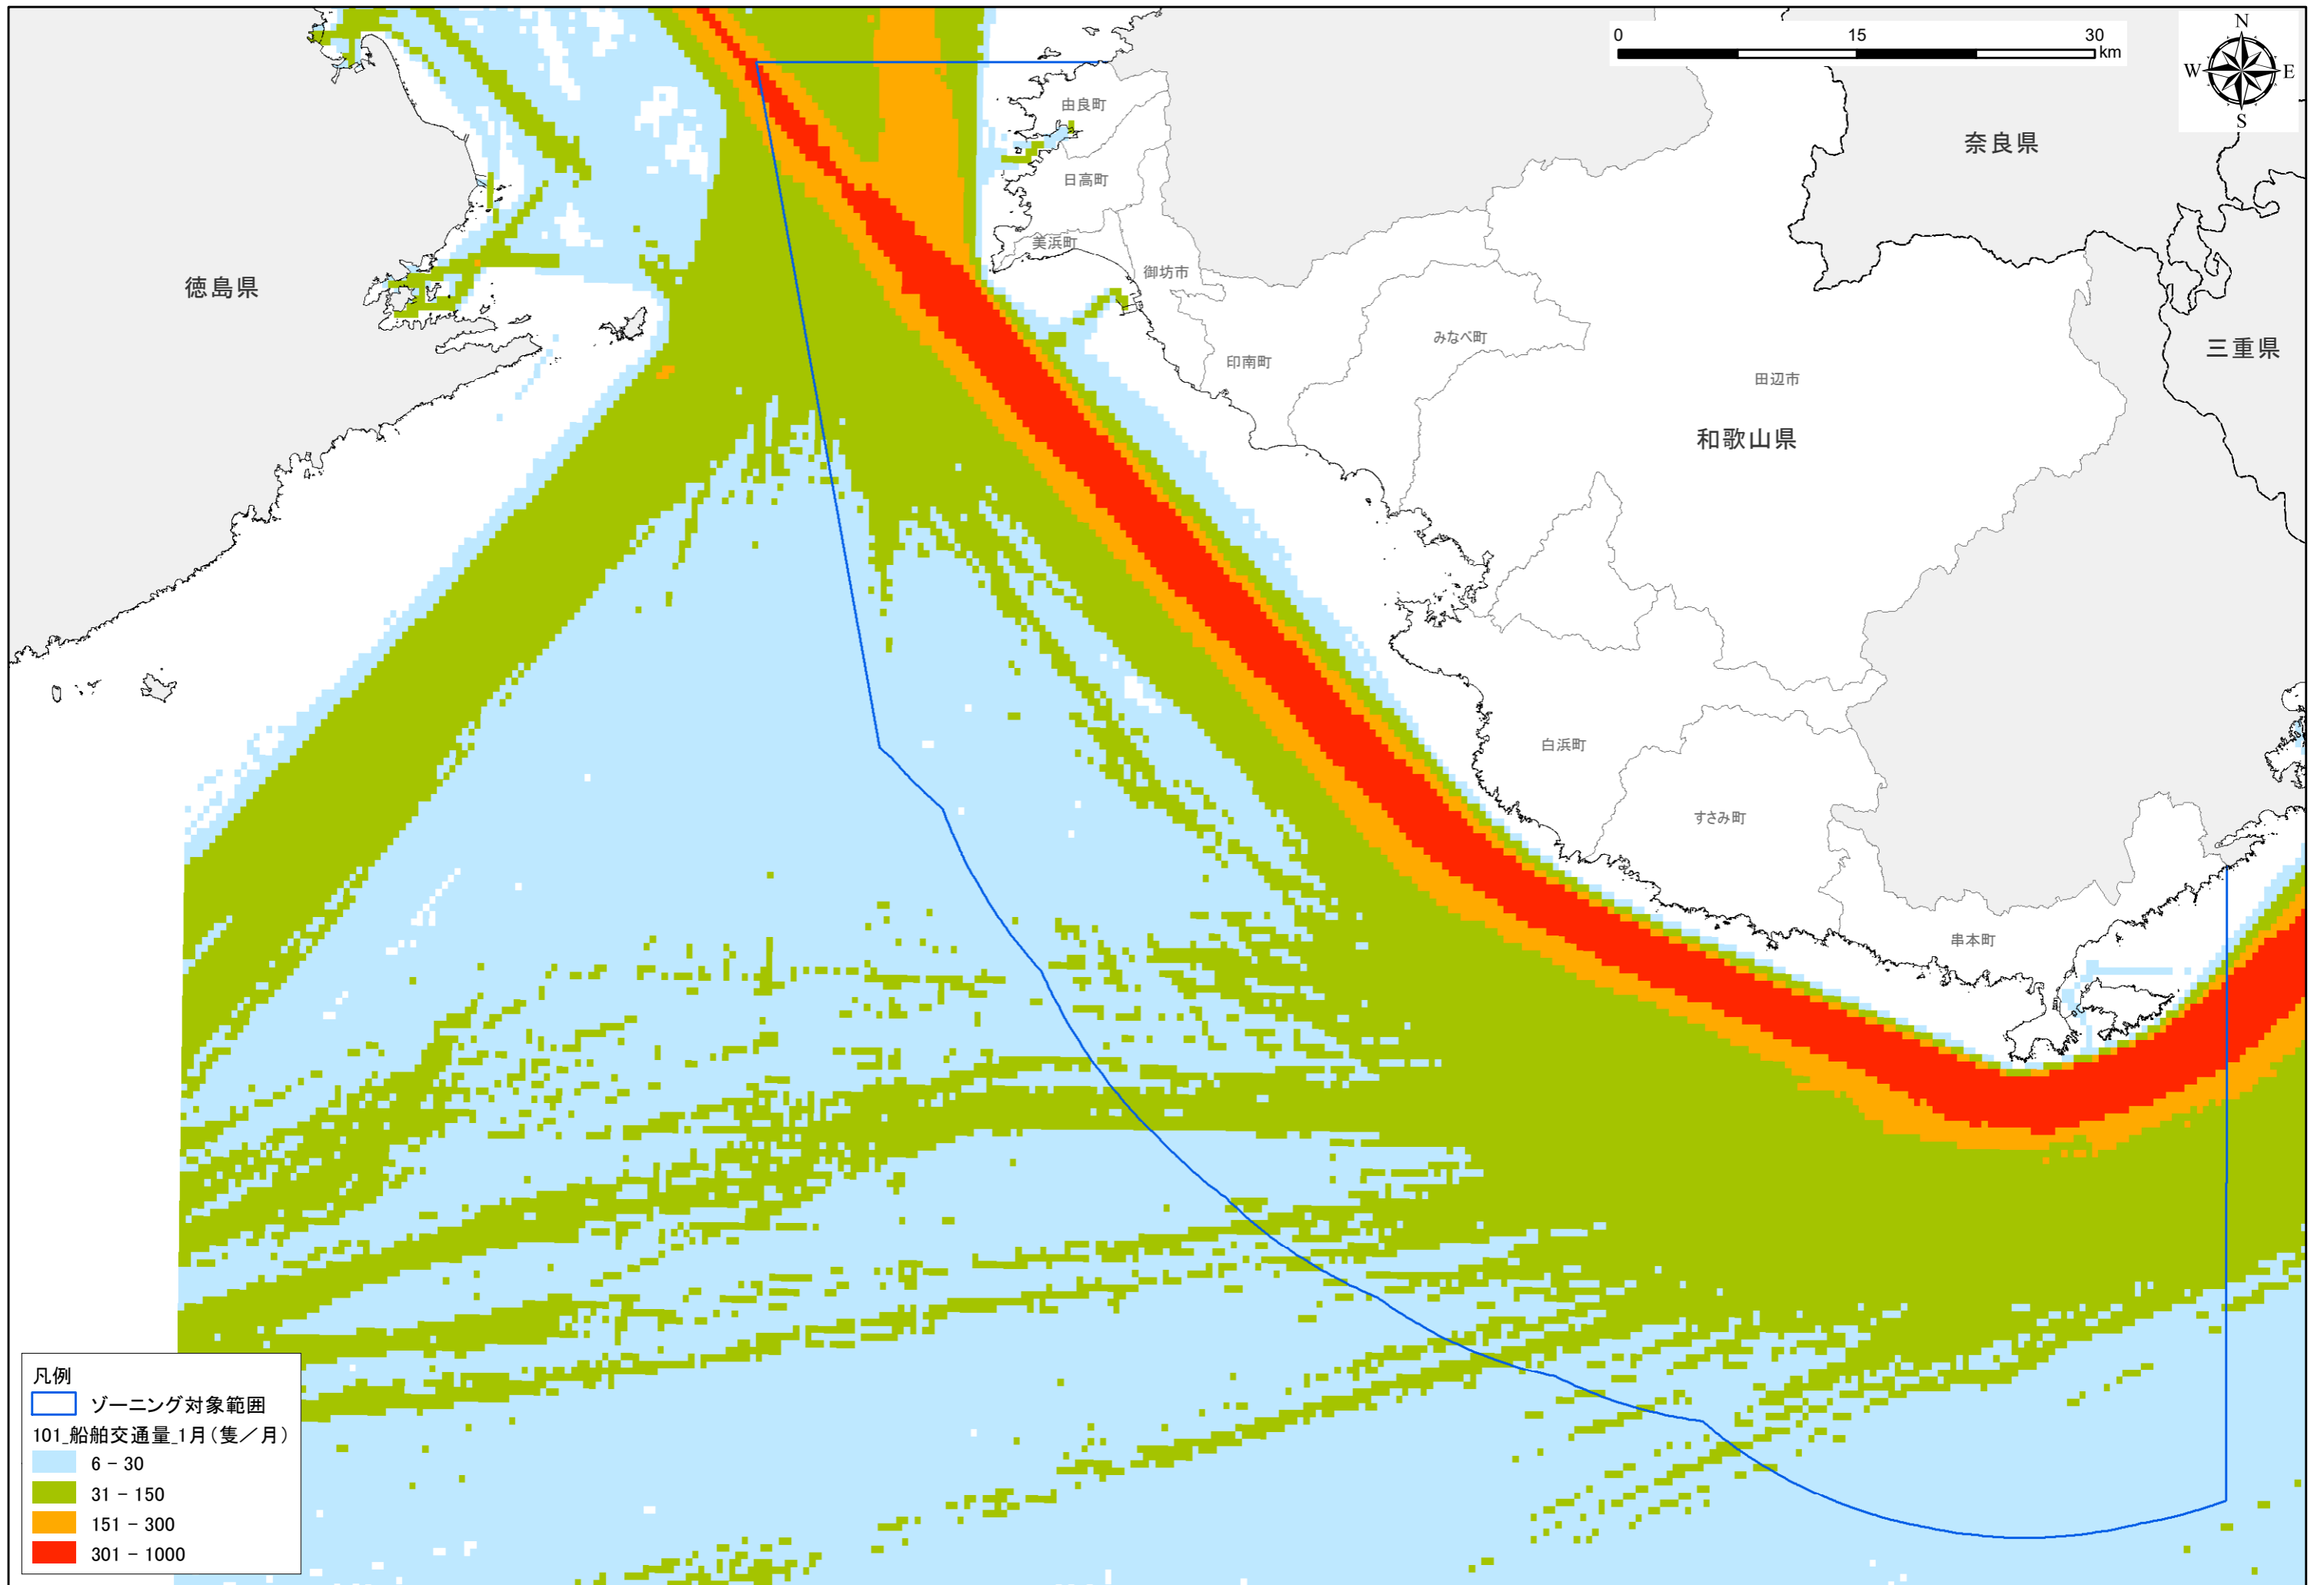 0 15 30
km
N
W E
S
奈良県
由良町
日高町
美浜町
御坊市
徳島県
みなべ町
三重県
印南町
田辺市
和歌山県
白浜町
すさみ町
串本町
凡例
ゾーニング対象範囲
101_船舶交通量_1月(隻／月)
6 - 30
31 - 150
151 - 300
301 - 1000